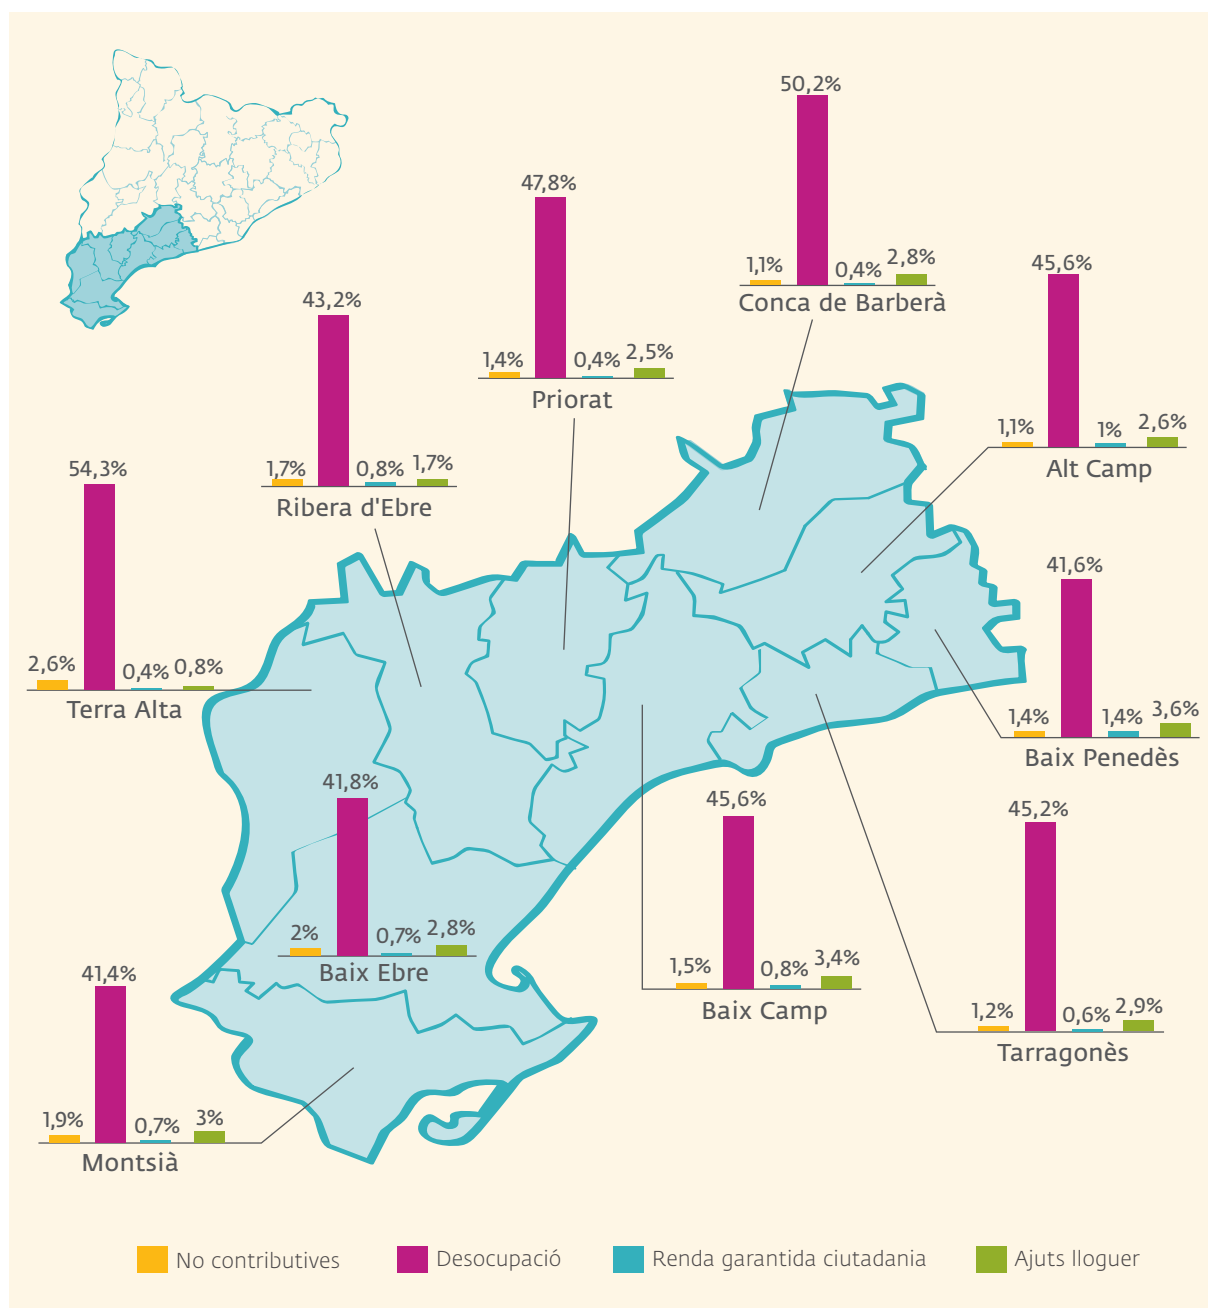 50,2%
1,1%
0,4%
2,8%
Conca de Barberà
47,8%
1,4%
0,4%
2,5%
Priorat
45,6%
1,1%
1%
2,6%
Alt Camp
43,2%
1,7%
0,8%
1,7%
Ribera d'Ebre
54,3%
2,6%
0,4%
0,8%
Terra Alta
41,6%
1,4%
1,4%
3,6%
Baix Penedès
41,8%
2%
0,7%
2,8%
Baix Ebre
45,6%
1,5%
0,8%
3,4%
Baix Camp
45,2%
1,2%
0,6%
2,9%
Tarragonès
41,4%
1,9%
0,7%
3%
Montsià
No contributives
Desocupació
Renda garantida ciutadania
Ajuts lloguer